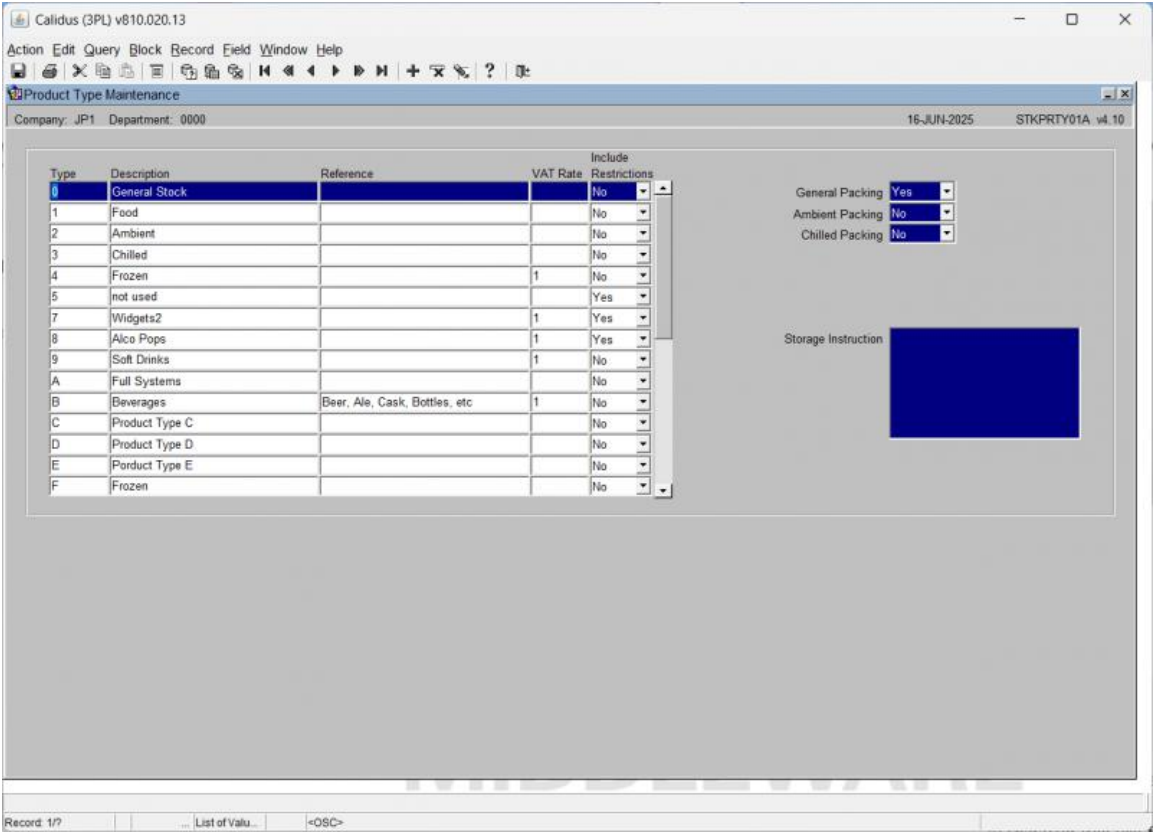 Calidus (3PL) v810.020.13
Action Edit Query Block Record Field Window Help
Product Type Maintenance
Company: JP1 Department: 0000 16-JUN-2025 STKPRTY01A v4.10
Include
Type Description Reference VAT Rate Restrictions
0 General Stock No
1 Food No
2 Ambient No
3 Chilled No
4 Frozen 1 No
5 not used Yes
7 Widgets2 1 Yes
8 Alco Pops 1 Yes
9 Soft Drinks 1 No
A Full Systems No
B Beverages Beer, Ale, Cask, Bottles, etc 1 No
C Product Type C No
D Product Type D No
E Porduct Type E No
F Frozen No
General Packing Yes
Ambient Packing No
Chilled Packing No
Storage Instruction
MIDDLEWARE
Record: 1/? ... List of Valu... <OSC>